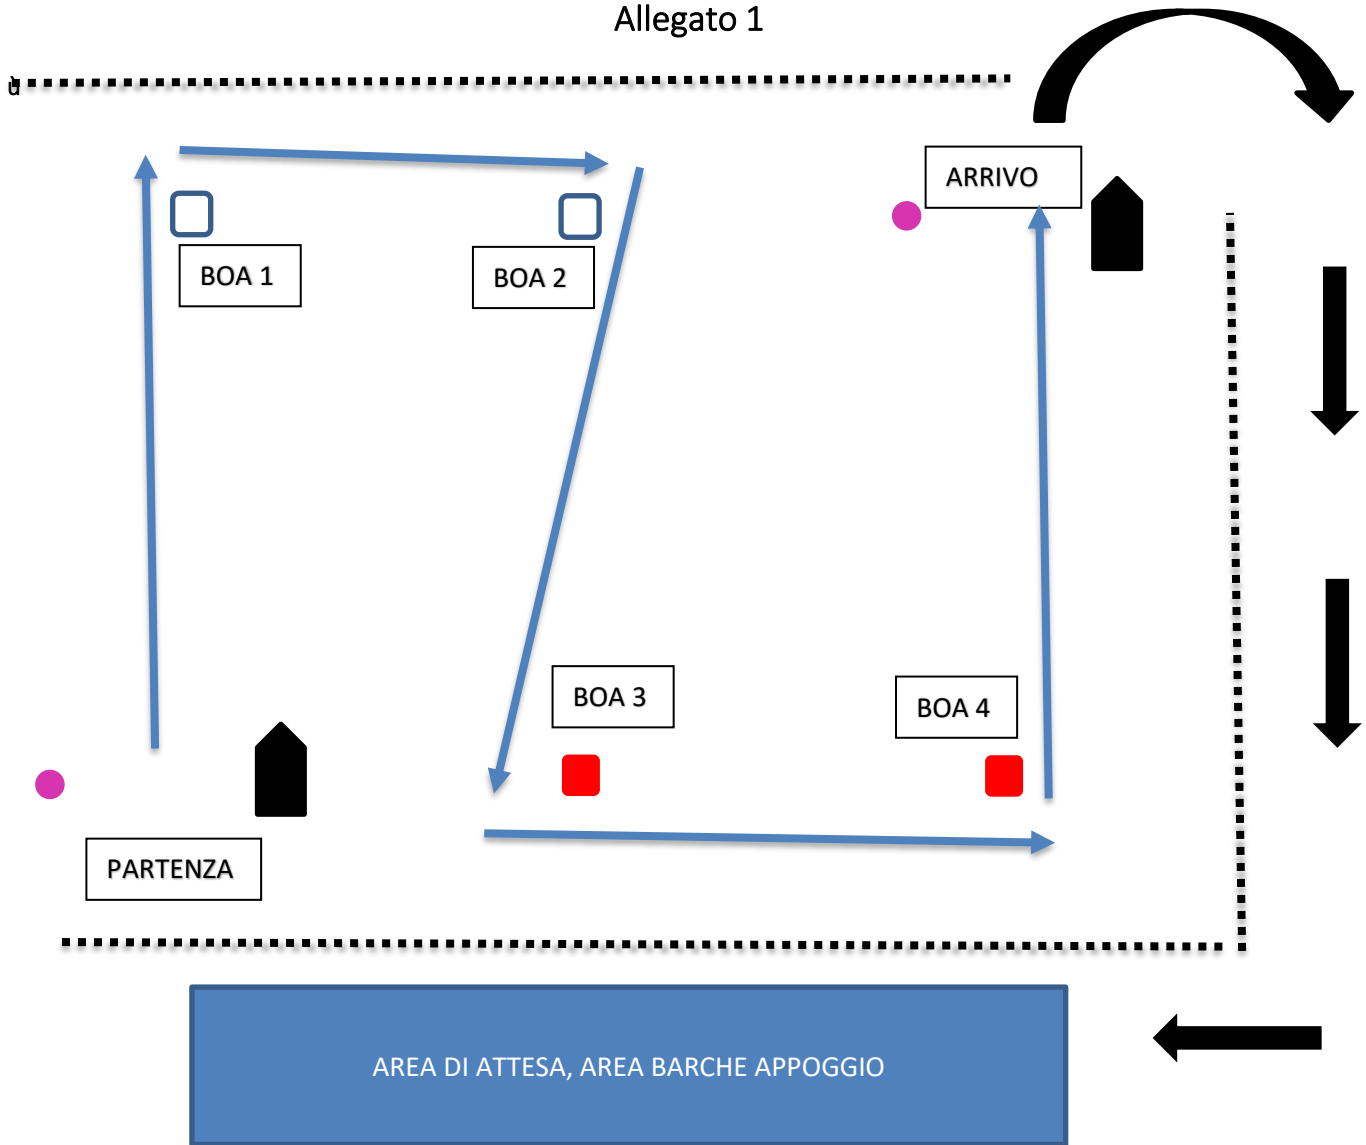 Allegato 1
ù
ARRIVO
BOA 1
BOA 2
BOA 3
BOA 4
PARTENZA
AREA DI ATTESA, AREA BARCHE APPOGGIO